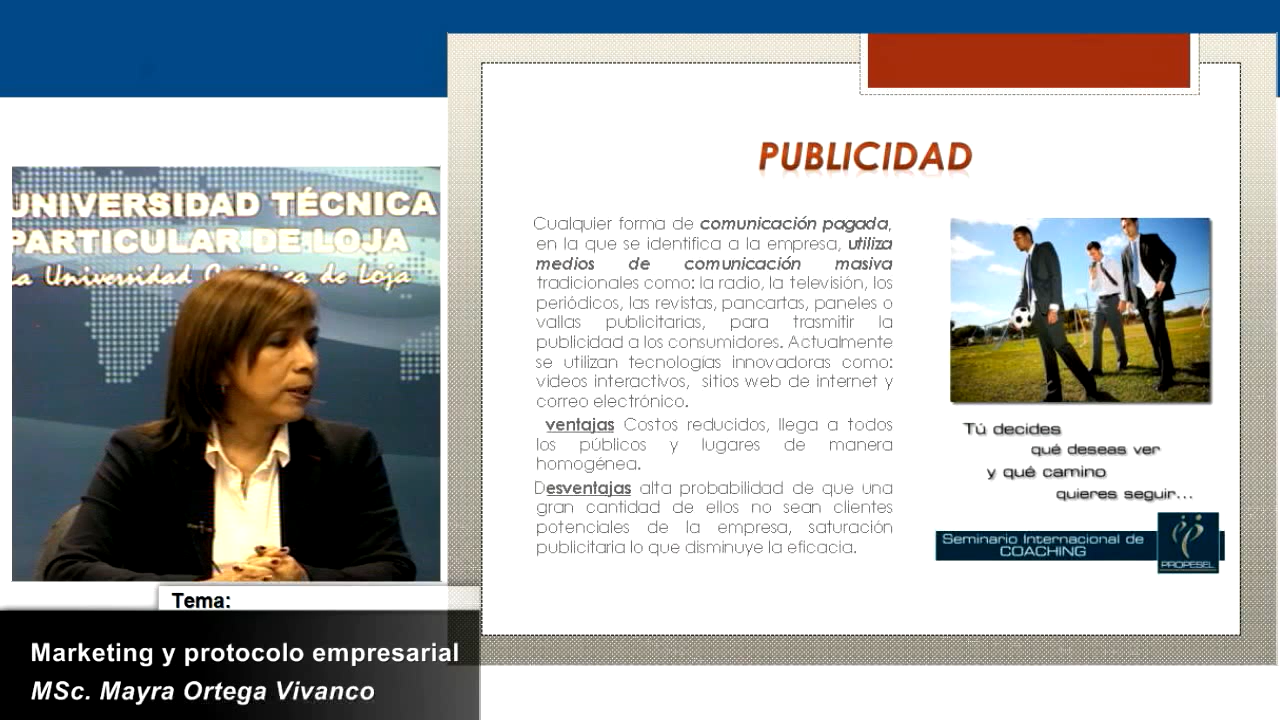 UNIVERSIDAD TÉCNICA
PARTICULAR DE LOJA
La Universidad Católica de Loja
Tema:
Marketing y protocolo empresarial
MSc. Mayra Ortega Vivanco
PUBLICIDAD
Cualquier forma de comunicación pagada,
en la que se identifica a la empresa, utiliza
medios de comunicación masiva
tradicionales como: la radio, la televisión, los
periódicos, las revistas, pancartas, paneles o
vallas publicitarias, para trasmitir la
publicidad a los consumidores. Actualmente
se utilizan tecnologías innovadoras como:
videos interactivos, sitios web de internet y
correo electrónico.
ventajas Costos reducidos, llega a todos
los públicos y lugares de manera
homogénea.
Desventajas alta probabilidad de que una
gran cantidad de ellos no sean clientes
potenciales de la empresa, saturación
publicitaria lo que disminuye la eficacia.
Tú decides
qué deseas ver
y qué camino
quieres seguir...
Seminario Internacional de
COACHING
PROPESEL